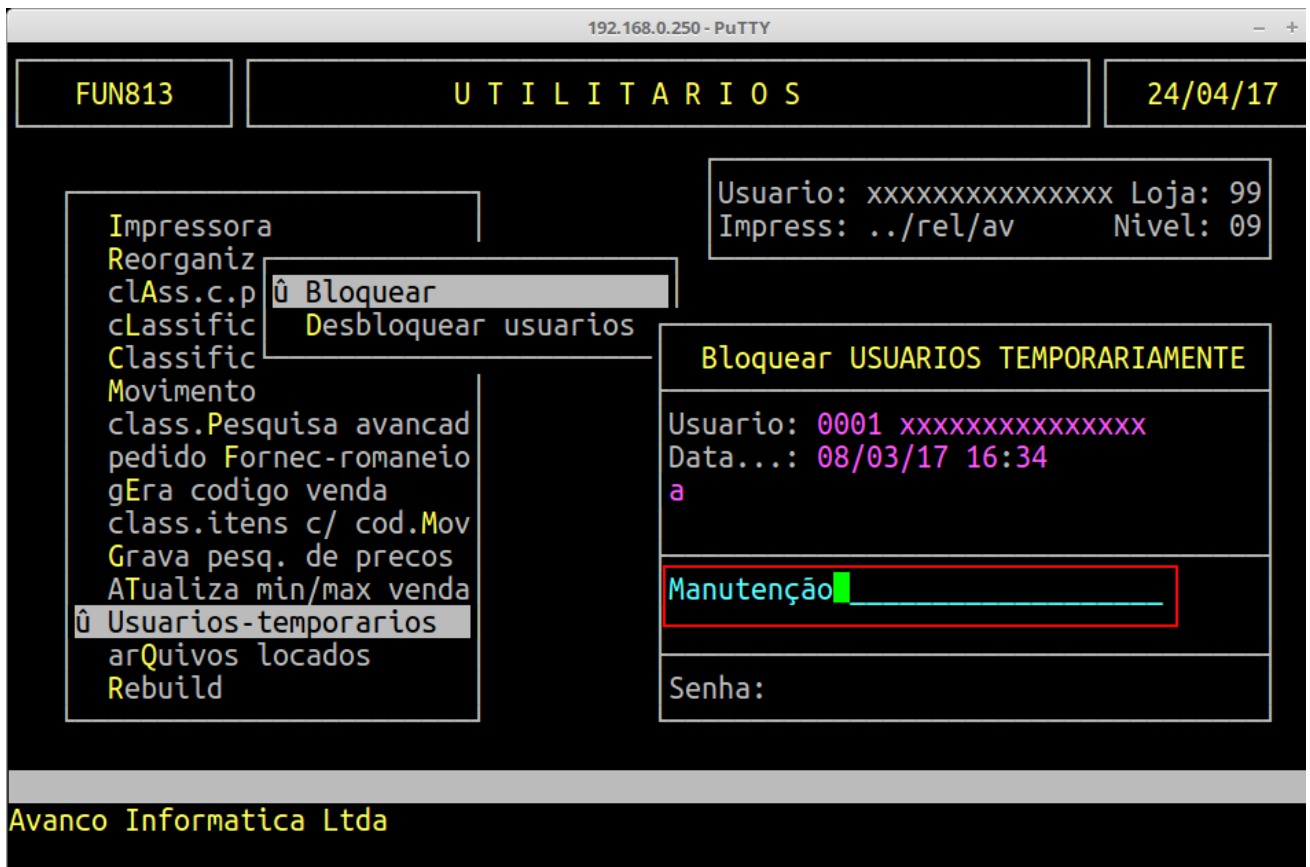 192.168.0.250 - PuTTY
FUN813
U T I L I T A R I O S
24/04/17
Usuario: xxxxxxxxxxxxxxx Loja: 99
Impress: ../rel/av Nivel: 09
Impressora
Reorganiz
clAss.c.p
cLassific
Classific
Movimento
class.Pesquisa avancad
pedido Fornec-romaneio
gEra codigo venda
class.itens c/ cod.Mov
Grava pesq. de precos
ATualiza min/max venda
û Usuarios-temporarios
arQuivos locados
Rebuild
û Bloquear
Desbloquear usuarios
Bloquear USUARIOS TEMPORARIAMENTE
Usuario: 0001 xxxxxxxxxxxxxxx
Data...: 08/03/17 16:34
a
Manutenção___________________
Senha:
Avanco Informatica Ltda